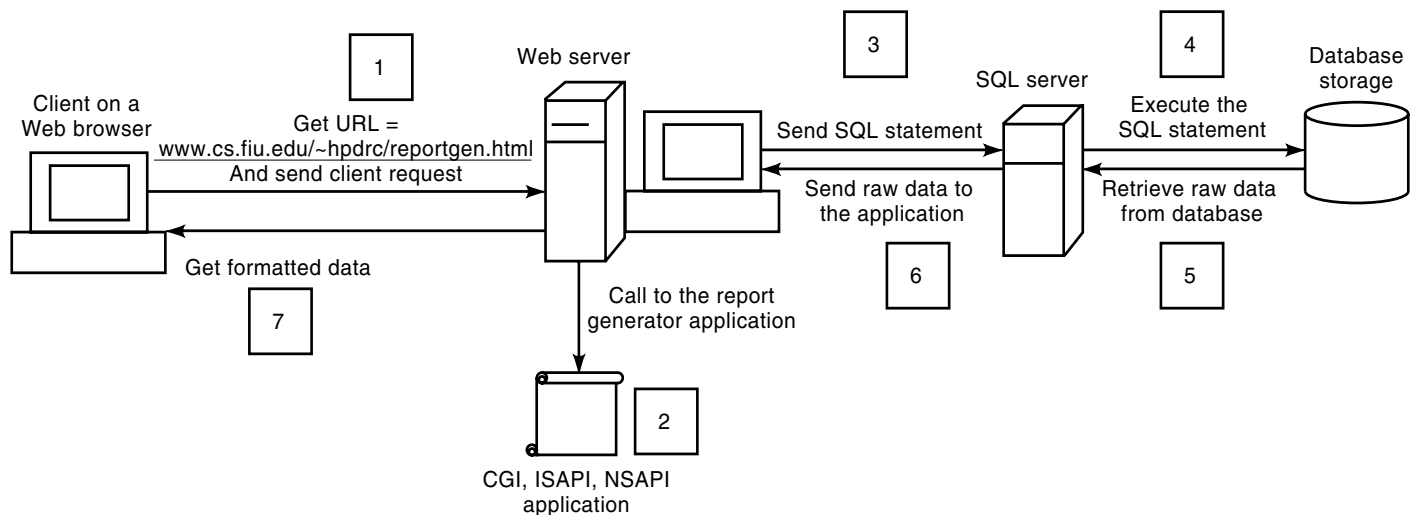 1
Client on a
Web browser
Get URL =
www.cs.fiu.edu/~hpdrc/reportgen.html
And send client request
Get formatted data
7
Web server
Call to the report
generator application
2
CGI, ISAPI, NSAPI
application
3
Send SQL statement
Send raw data to
the application
6
SQL server
4
Execute the
SQL statement
Retrieve raw data
from database
5
Database
storage